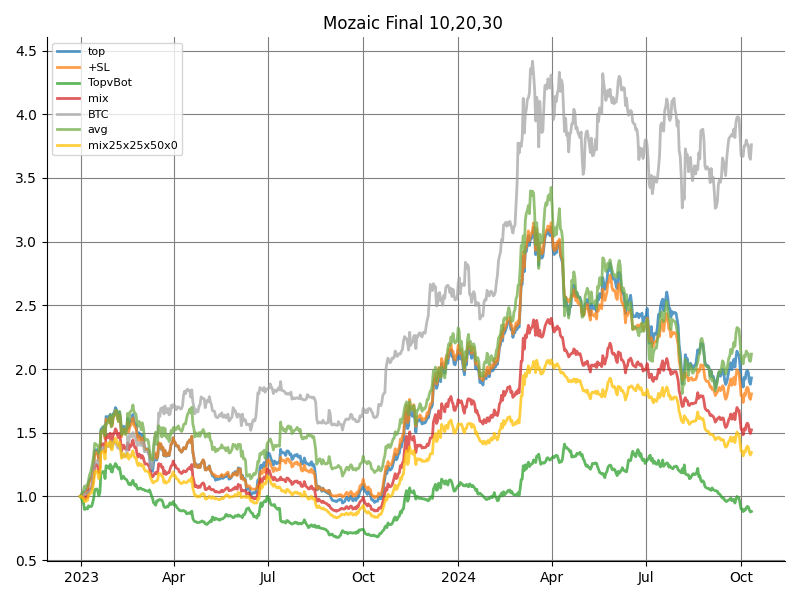 Mozaic Final 10,20,30
top
+SL
TopvBot
mix
BTC
avg
mix25x25x50x0
4.5
4.0
3.5
3.0
2.5
2.0
1.5
1.0
0.5
2023
Apr
Jul
Oct
2024
Apr
Jul
Oct